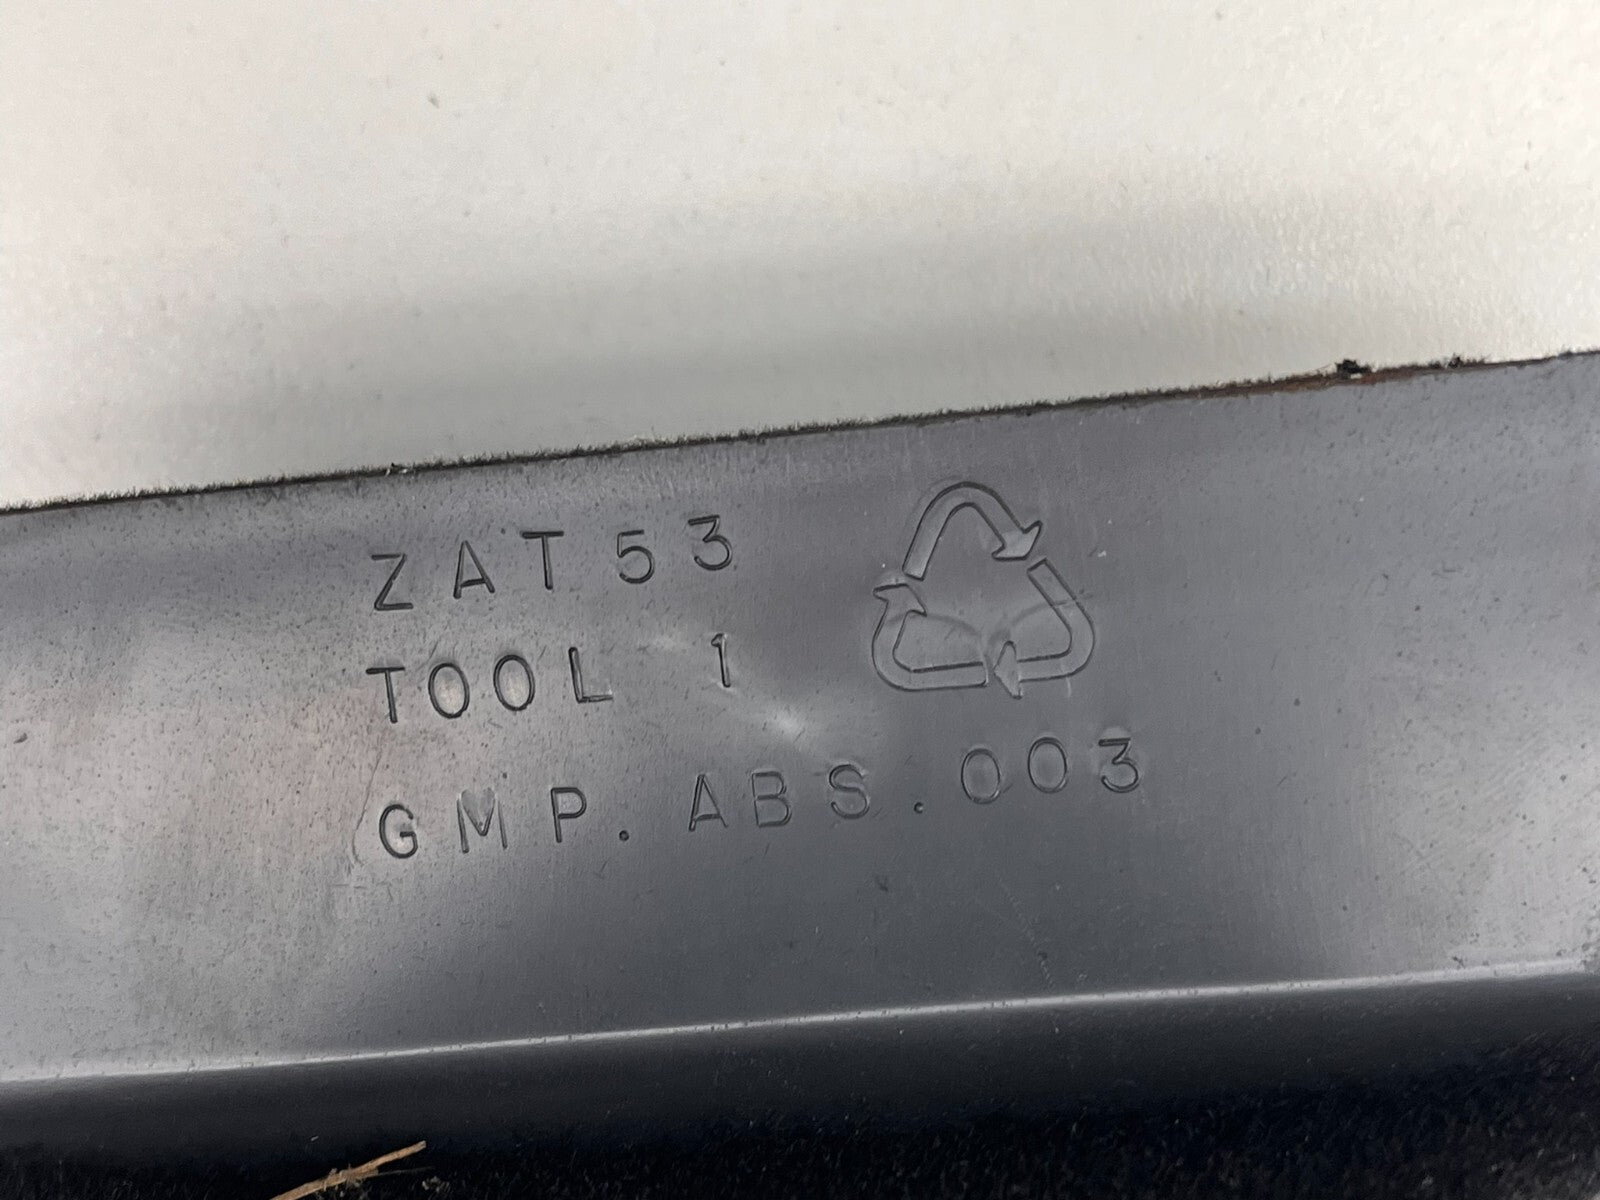 ZAT53
TOOL 1
GMP.ABS.003